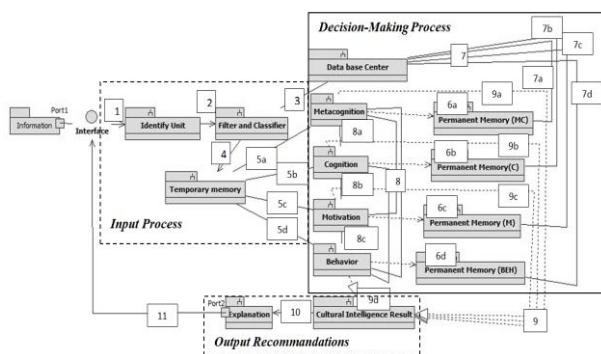 Decision-Making Process
7b
7c
7
7a
7d
Data base Center
Port1
1
2
3
9a
Information
Interface
Identify Unit
Filter and Classifier
Metacognition
6a
Permanent Memory (MC)
8a
9b
4
5a
5b
Cognition
6b
Permanent Memory(C)
Temporary memory
8
8b
9c
5c
Motivation
6c
Permanent Memory (M)
5d
8c
Input Process
Behavior
6d
Permanent Memory (BEH)
9d
Port2
11
Explanation
10
Cultural Intelligence Result
9
Output Recommandations